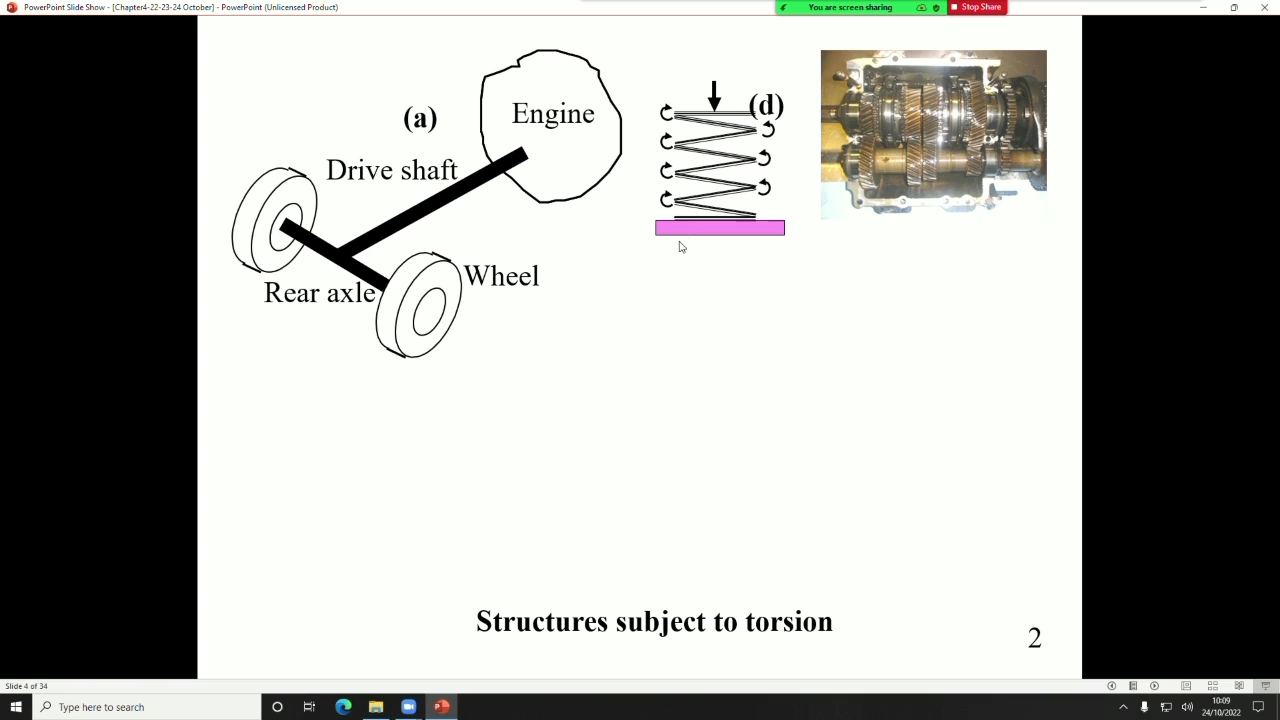 PowerPoint Slide Show - [Chapter4-22-23-24 October] - PowerPoint (Unlicensed Product)
You are screen sharing
Stop Share
(a)
Engine
(d)
Drive shaft
Wheel
Rear axle
Structures subject to torsion
2
Slide 4 of 34
Type here to search
10:09
24/10/2022